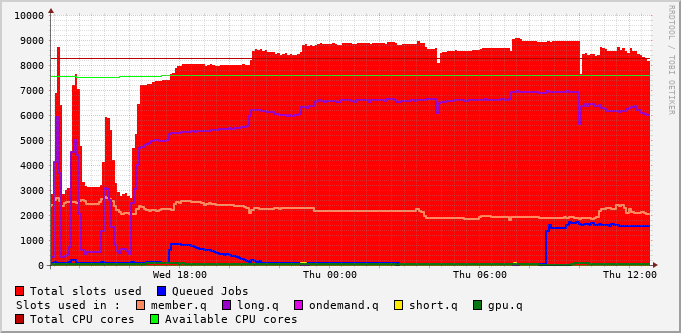 10000
9000
8000
7000
6000
5000
4000
3000
2000
1000
0
Wed 18:00 Thu 00:00 Thu 06:00 Thu 12:00
RRDTOOL / TOBI OETIKER
Total slots used Queued Jobs
Slots used in : member.q long.q ondemand.q short.q gpu.q
Total CPU cores Available CPU cores